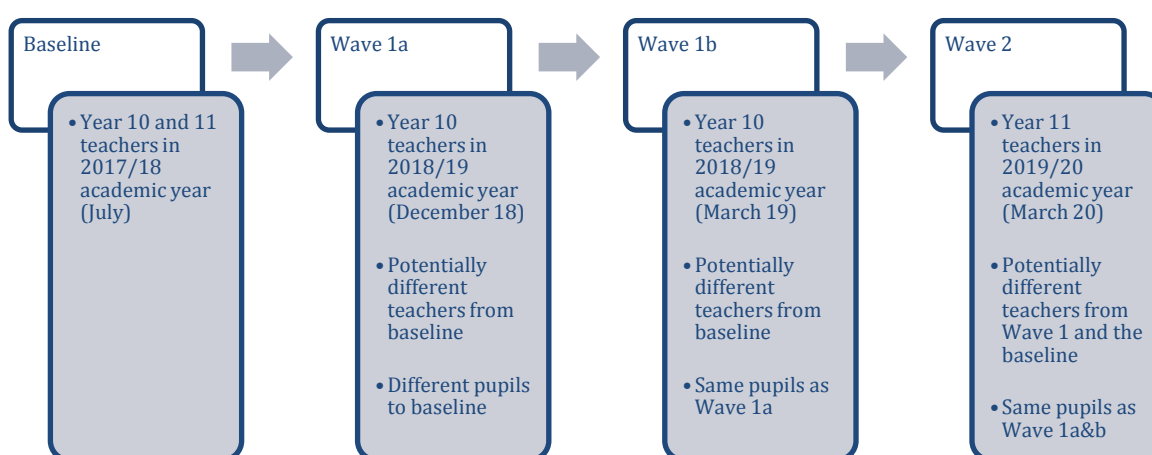 Baseline
• Year 10 and 11
teachers in
2017/18
academic year
(July)
Wave 1a
• Year 10
teachers in
2018/19
academic year
(December 18)
• Potentially
different
teachers from
baseline
• Different pupils
to baseline
Wave 1b
• Year 10
teachers in
2018/19
academic year
(March 19)
• Potentially
different
teachers from
baseline
• Same pupils as
Wave 1a
Wave 2
• Year 11
teachers in
2019/20
academic year
(March 20)
• Potentially
different
teachers from
Wave 1 and the
baseline
• Same pupils as
Wave 1a&b